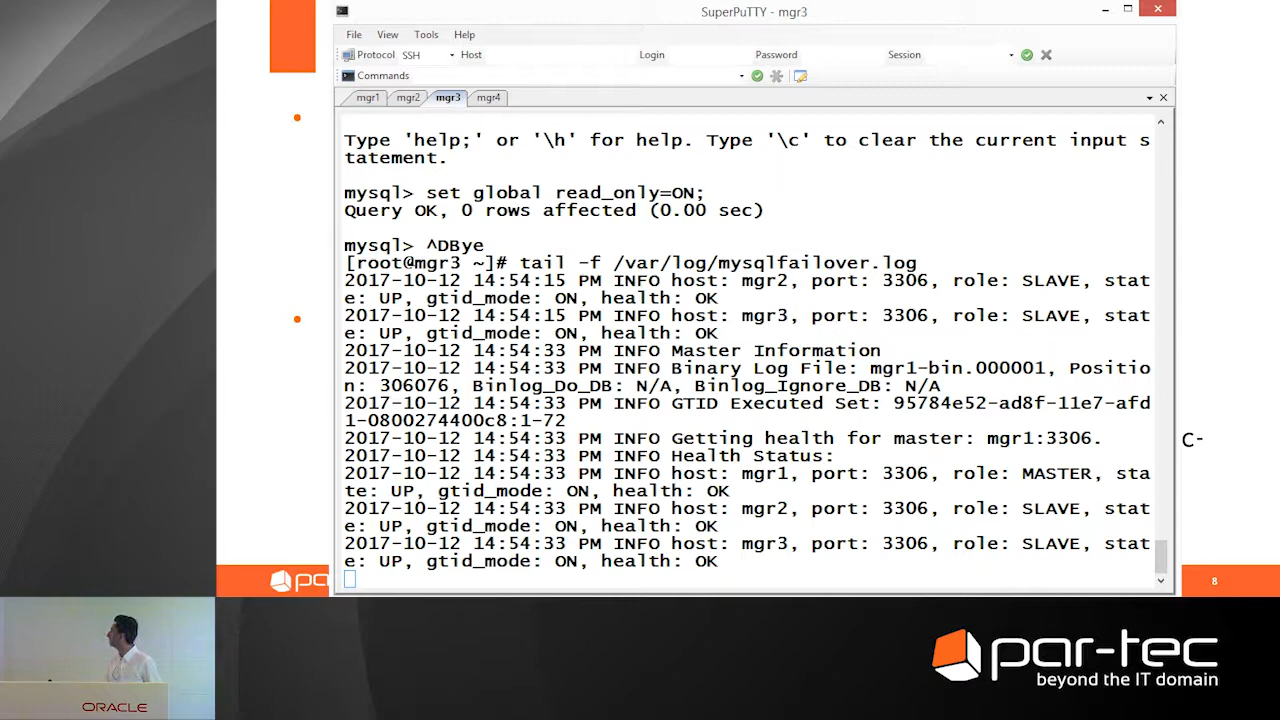 SuperPuTTY - mgr3
File View Tools Help
Protocol SSH Host Login Password Session
Commands
mgr1 mgr2 mgr3 mgr4
Type 'help;' or '\h' for help. Type '\c' to clear the current input s
tatement.
mysql> set global read_only=ON;
Query OK, 0 rows affected (0.00 sec)
mysql> ^DBye
[root@mgr3 ~]# tail -f /var/log/mysqlfailover.log
2017-10-12 14:54:15 PM INFO host: mgr2, port: 3306, role: SLAVE, stat
e: UP, gtid_mode: ON, health: OK
2017-10-12 14:54:15 PM INFO host: mgr3, port: 3306, role: SLAVE, stat
e: UP, gtid_mode: ON, health: OK
2017-10-12 14:54:33 PM INFO Master Information
2017-10-12 14:54:33 PM INFO Binary Log File: mgr1-bin.000001, Positio
n: 306076, Binlog_Do_DB: N/A, Binlog_Ignore_DB: N/A
2017-10-12 14:54:33 PM INFO GTID Executed Set: 95784e52-ad8f-11e7-afd
1-0800274400c8:1-72
2017-10-12 14:54:33 PM INFO Getting health for master: mgr1:3306.
2017-10-12 14:54:33 PM INFO Health Status:
2017-10-12 14:54:33 PM INFO host: mgr1, port: 3306, role: MASTER, sta
te: UP, gtid_mode: ON, health: OK
2017-10-12 14:54:33 PM INFO host: mgr2, port: 3306, role: SLAVE, stat
e: UP, gtid_mode: ON, health: OK
2017-10-12 14:54:33 PM INFO host: mgr3, port: 3306, role: SLAVE, stat
e: UP, gtid_mode: ON, health: OK
c-
pa
8
ORACLE
par-tec
beyond the IT domain